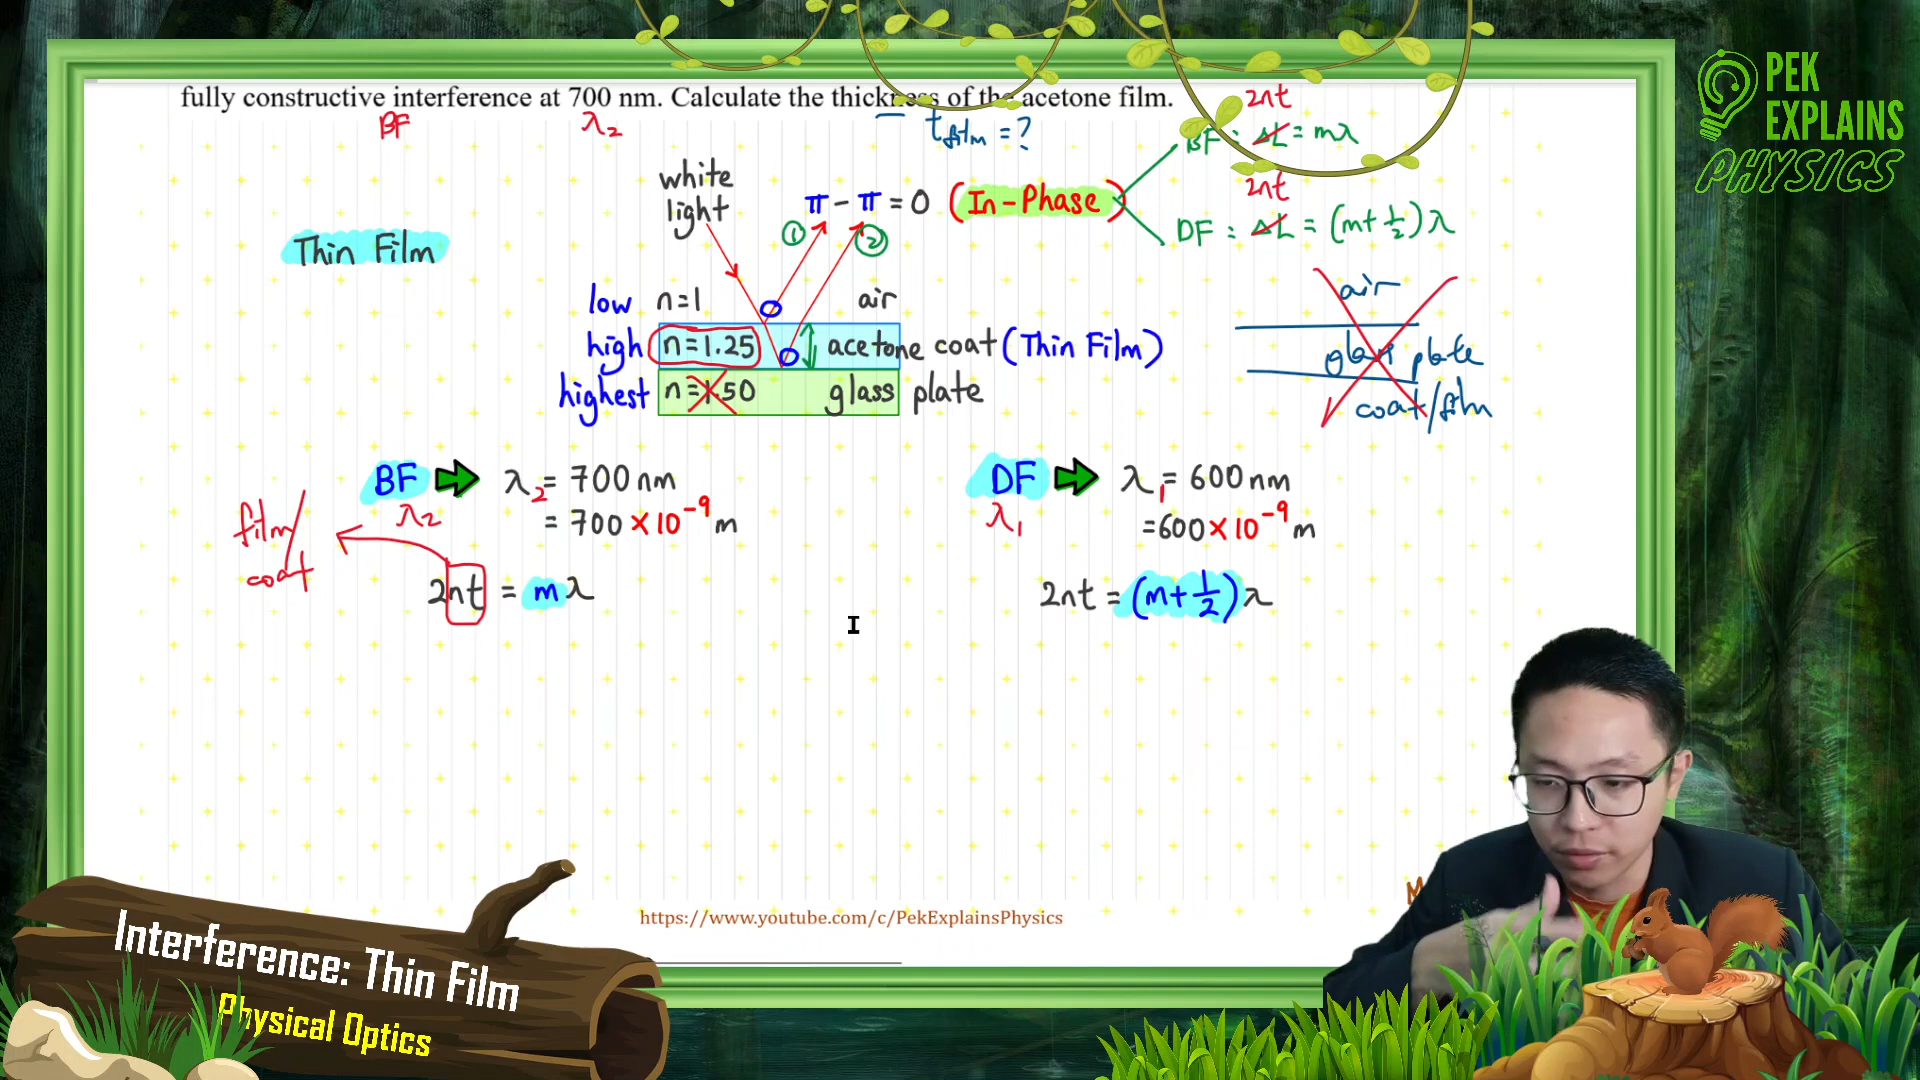 fully constructive interference at 700 nm. Calculate the thickness of the acetone film.
BF
λ₂
t film = ?
2nt
BF : ΔL = mλ
2nt
DF : ΔL = (m+½)λ
PEK
EXPLAINS
PHYSICS
white
light
π - π = 0 (In-Phase)
① ②
Thin Film
low n=1 air
high n=1.25 acetone coat (Thin Film)
highest n=1.50 glass plate
air
glass plate
coat/film
BF λ₂ = 700 nm
λ₂ = 700 × 10⁻⁹ m
film/
coat
2nt = mλ
DF λ₁ = 600 nm
λ₁ =600 × 10⁻⁹ m
2nt = (m+½)λ
M
https://www.youtube.com/c/PekExplainsPhysics
Interference: Thin Film
Physical Optics